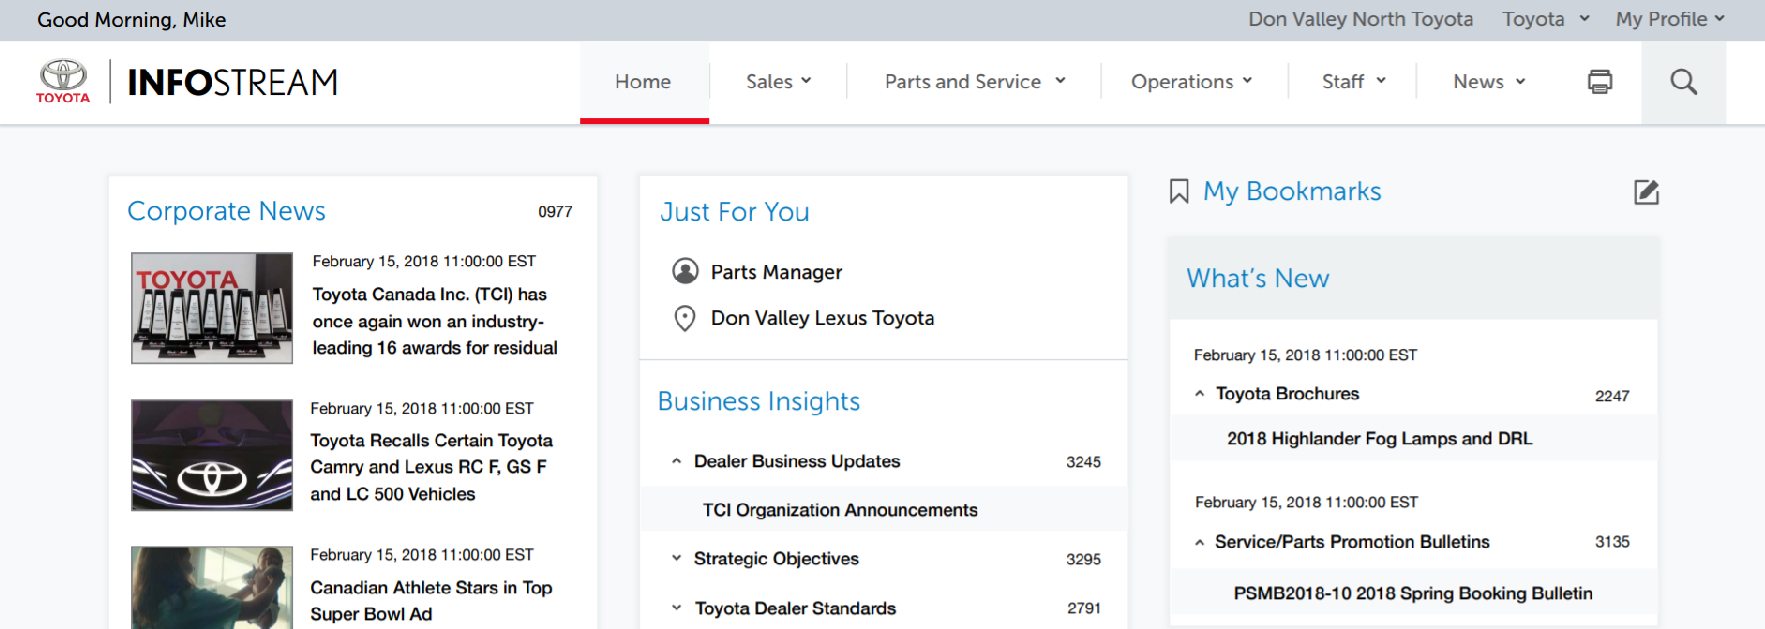 Good Morning, Mike
Don Valley North Toyota
Toyota
My Profile
TOYOTA
INFOSTREAM
Home
Sales
Parts and Service
Operations
Staff
News
Corporate News
0977
TOYOTA
February 15, 2018 11:00:00 EST
Toyota Canada Inc. (TCI) has
once again won an industry-
leading 16 awards for residual
February 15, 2018 11:00:00 EST
Toyota Recalls Certain Toyota
Camry and Lexus RC F, GS F
and LC 500 Vehicles
February 15, 2018 11:00:00 EST
Canadian Athlete Stars in Top
Super Bowl Ad
Just For You
Parts Manager
Don Valley Lexus Toyota
Business Insights
Dealer Business Updates
3245
TCI Organization Announcements
Strategic Objectives
3295
Toyota Dealer Standards
2791
My Bookmarks
What's New
February 15, 2018 11:00:00 EST
Toyota Brochures
2247
2018 Highlander Fog Lamps and DRL
February 15, 2018 11:00:00 EST
Service/Parts Promotion Bulletins
3135
PSMB2018-10 2018 Spring Booking Bulletin